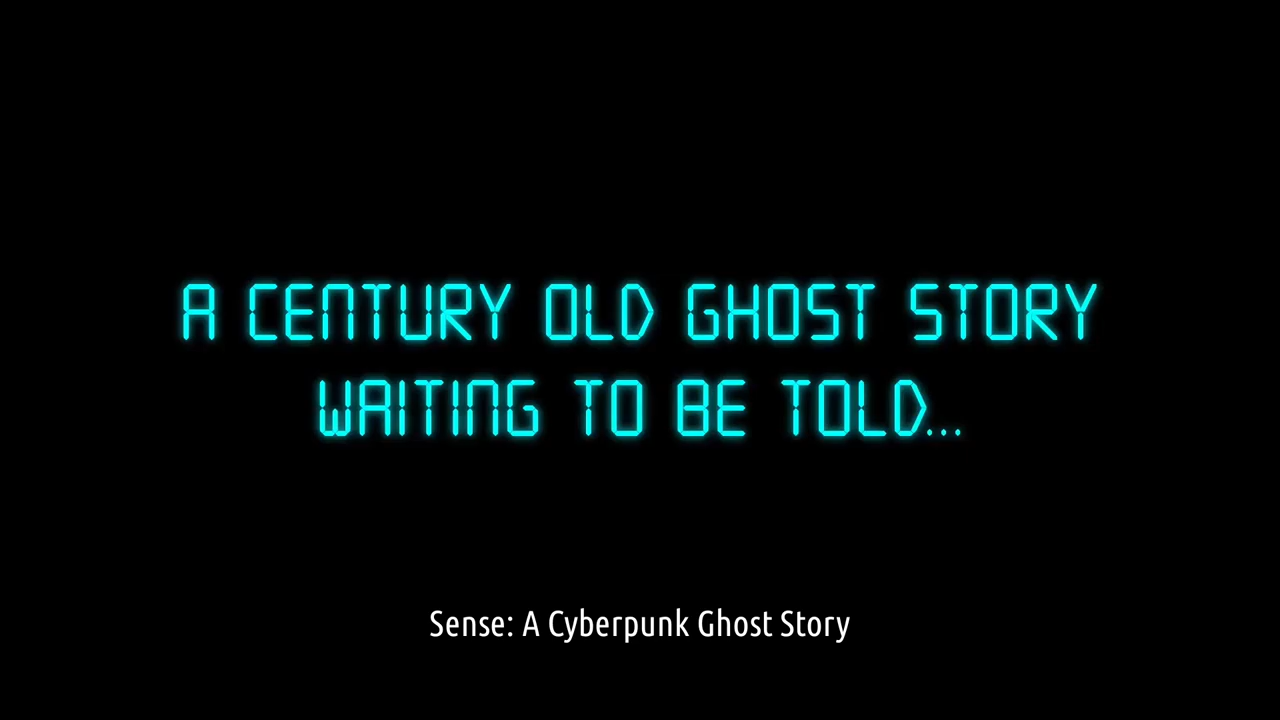 A CENTURY OLD GHOST STORY
WAITING TO BE TOLD...
Sense: A Cyberpunk Ghost Story